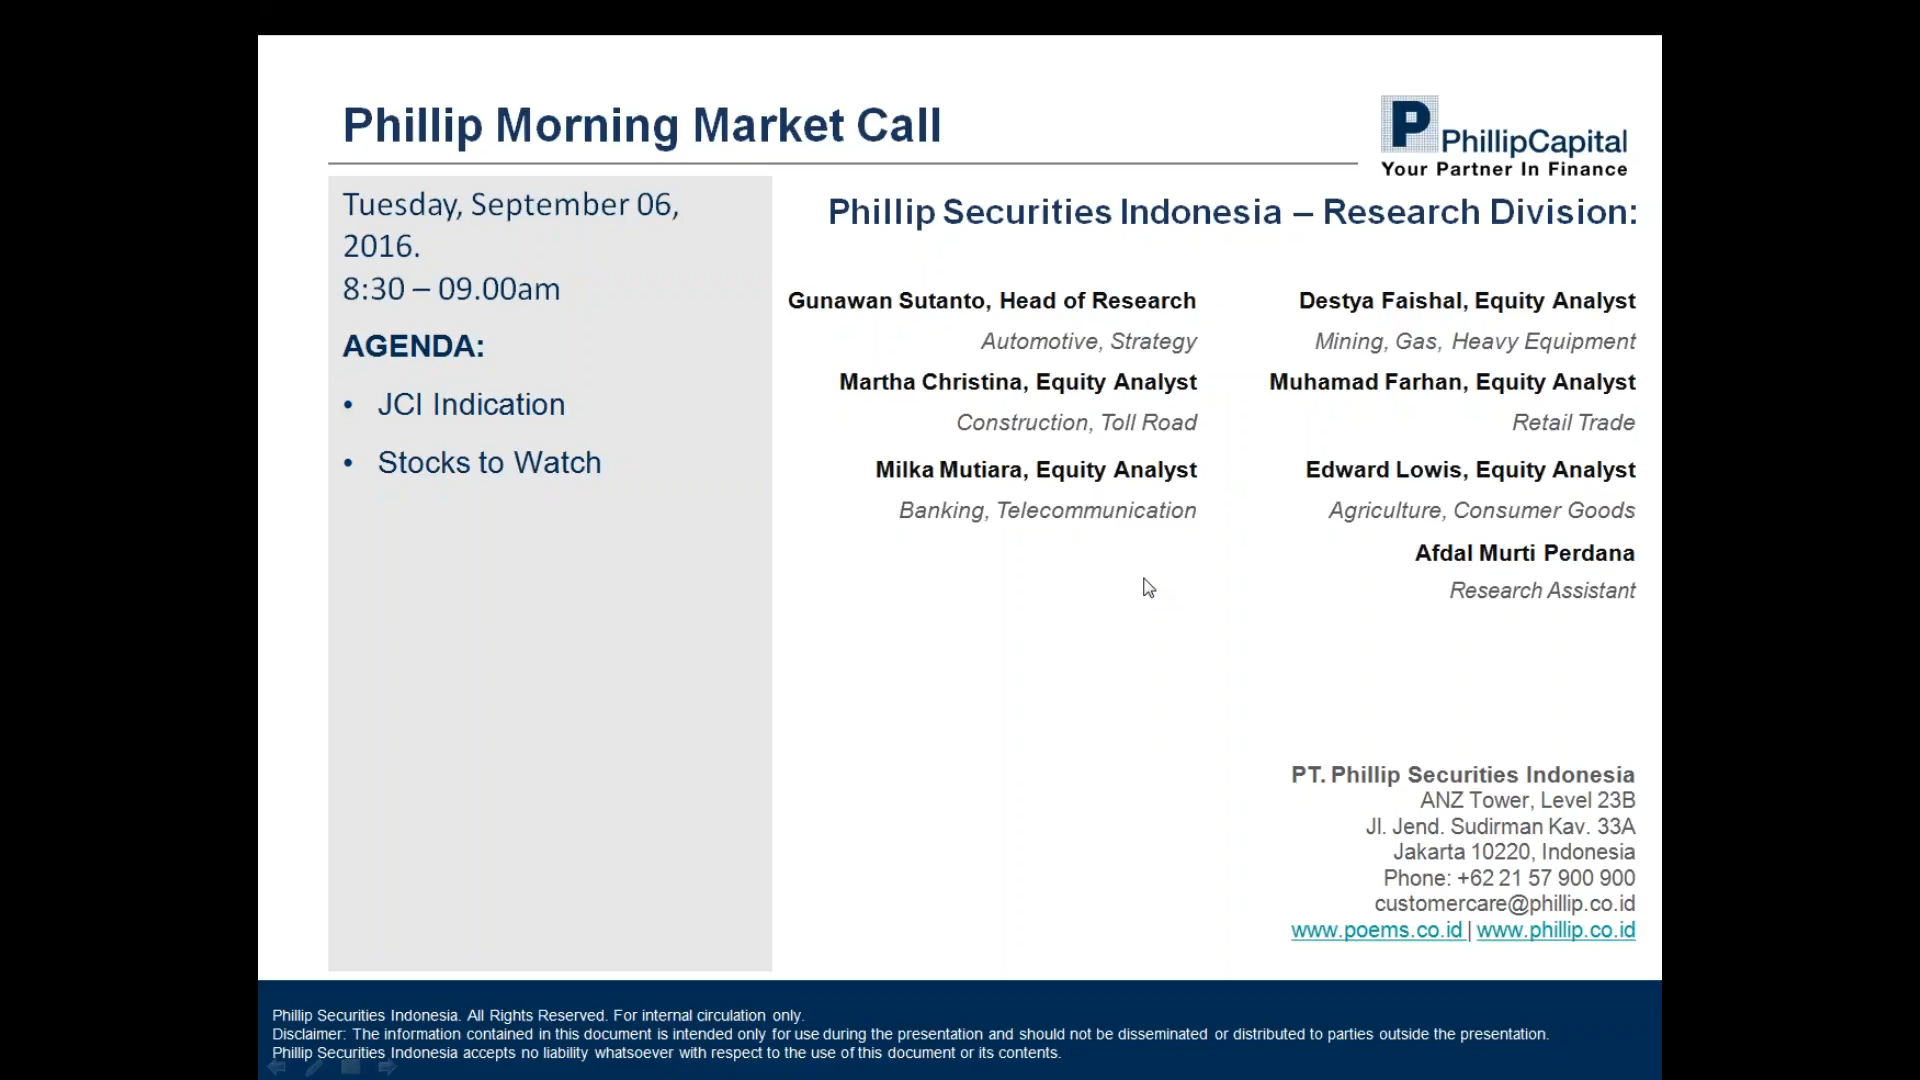 Phillip Morning Market Call
P PhillipCapital
Your Partner In Finance
Tuesday, September 06,
2016.
8:30 – 09.00am
AGENDA:
• JCI Indication
• Stocks to Watch
Phillip Securities Indonesia – Research Division:
Gunawan Sutanto, Head of Research
Automotive, Strategy
Martha Christina, Equity Analyst
Construction, Toll Road
Milka Mutiara, Equity Analyst
Banking, Telecommunication
Destya Faishal, Equity Analyst
Mining, Gas, Heavy Equipment
Muhamad Farhan, Equity Analyst
Retail Trade
Edward Lowis, Equity Analyst
Agriculture, Consumer Goods
Afdal Murti Perdana
Research Assistant
PT. Phillip Securities Indonesia
ANZ Tower, Level 23B
Jl. Jend. Sudirman Kav. 33A
Jakarta 10220, Indonesia
Phone: +62 21 57 900 900
customercare@phillip.co.id
www.poems.co.id | www.phillip.co.id
Phillip Securities Indonesia. All Rights Reserved. For internal circulation only.
Disclaimer: The information contained in this document is intended only for use during the presentation and should not be disseminated or distributed to parties outside the presentation.
Phillip Securities Indonesia accepts no liability whatsoever with respect to the use of this document or its contents.